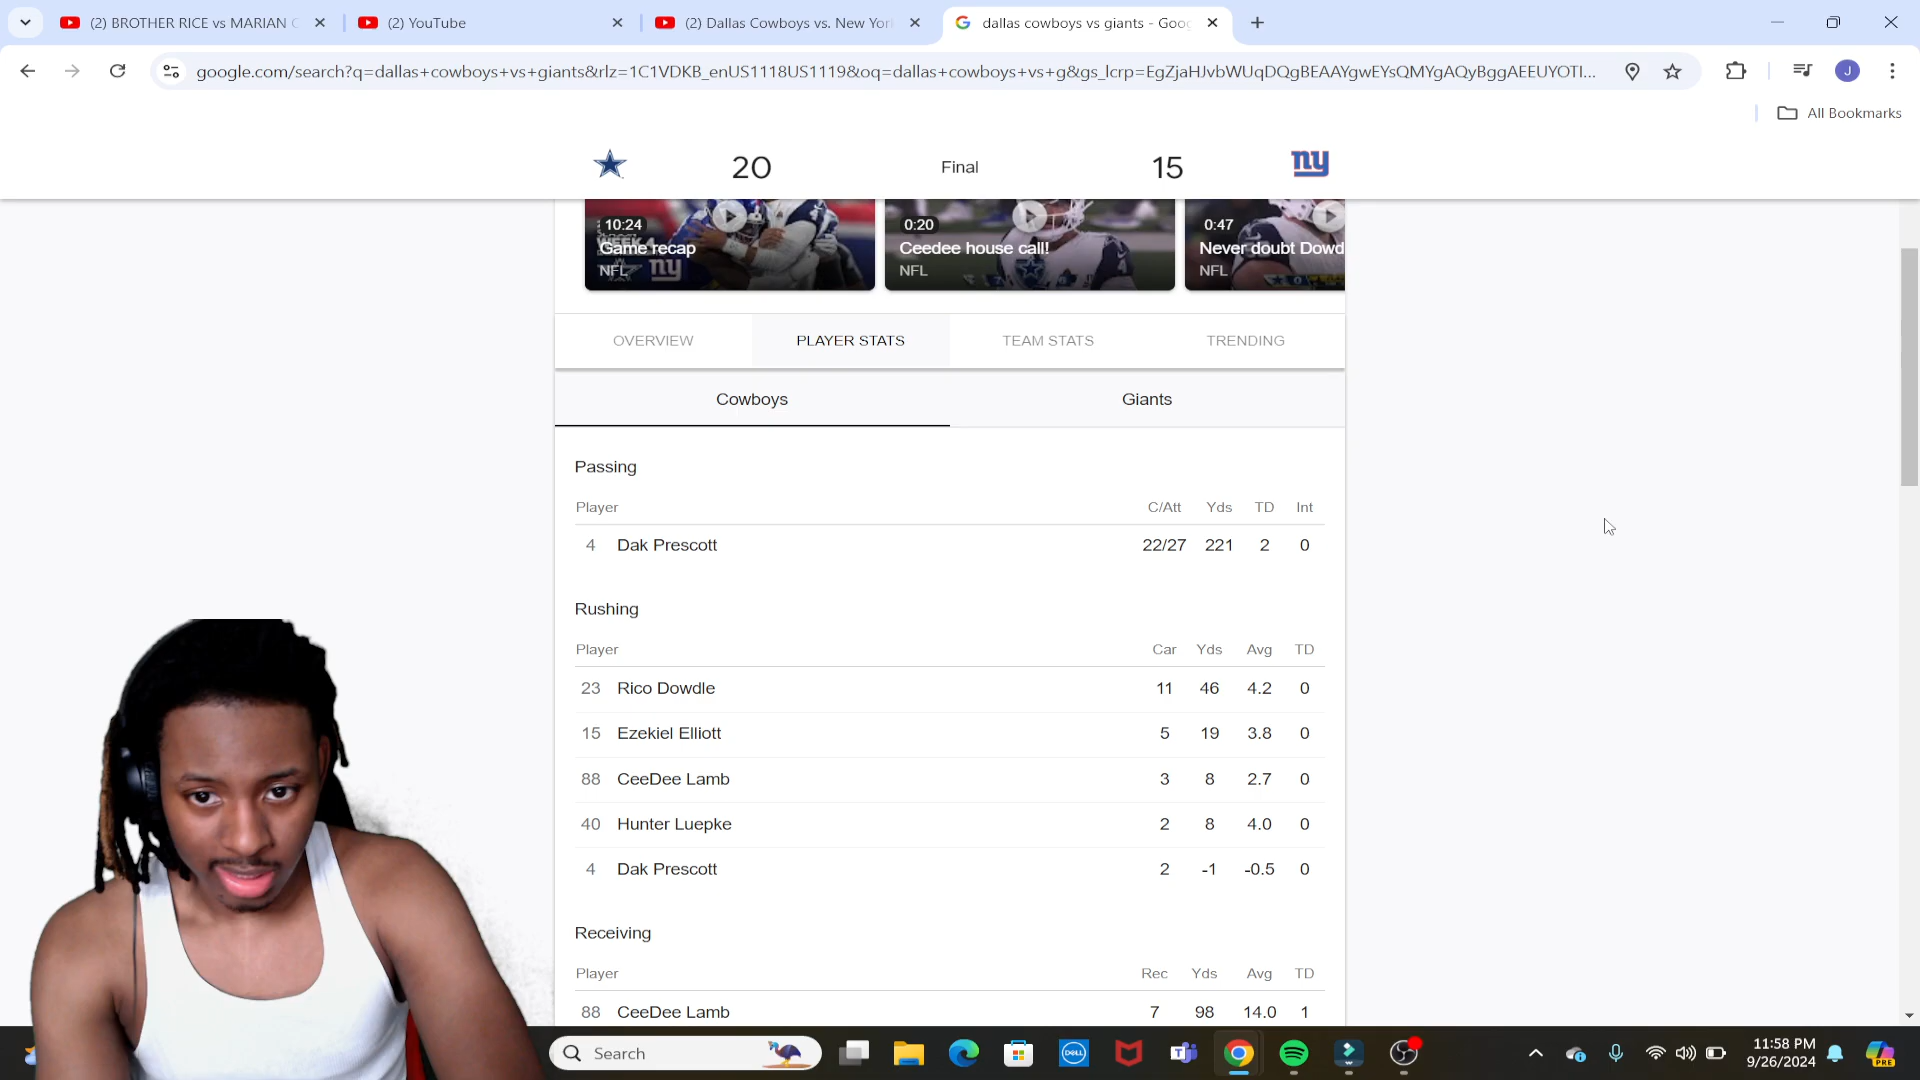 (2) BROTHER RICE vs MARIAN C
(2) YouTube
(2) Dallas Cowboys vs. New Yor
dallas cowboys vs giants - Goog
google.com/search?q=dallas+cowboys+vs+giants&rlz=1C1VDKB_enUS1118US1119&oq=dallas+cowboys+vs+g&gs_lcrp=EgZjaHJvbWUqDQgBEAAYgwEYsQMYgAQyBggAEEUYOTI...
J
All Bookmarks
20 Final 15 ny
10:24
Game recap
NFL
0:20
Ceedee house call!
NFL
0:47
Never doubt Dowd
NFL
OVERVIEW PLAYER STATS TEAM STATS TRENDING
Cowboys Giants
Passing
Player C/Att Yds TD Int
4 Dak Prescott 22/27 221 2 0
Rushing
Player Car Yds Avg TD
23 Rico Dowdle 11 46 4.2 0
15 Ezekiel Elliott 5 19 3.8 0
88 CeeDee Lamb 3 8 2.7 0
40 Hunter Luepke 2 8 4.0 0
4 Dak Prescott 2 -1 -0.5 0
Receiving
Player Rec Yds Avg TD
88 CeeDee Lamb 7 98 14.0 1
Search
DELL
11:58 PM
9/26/2024
PRE